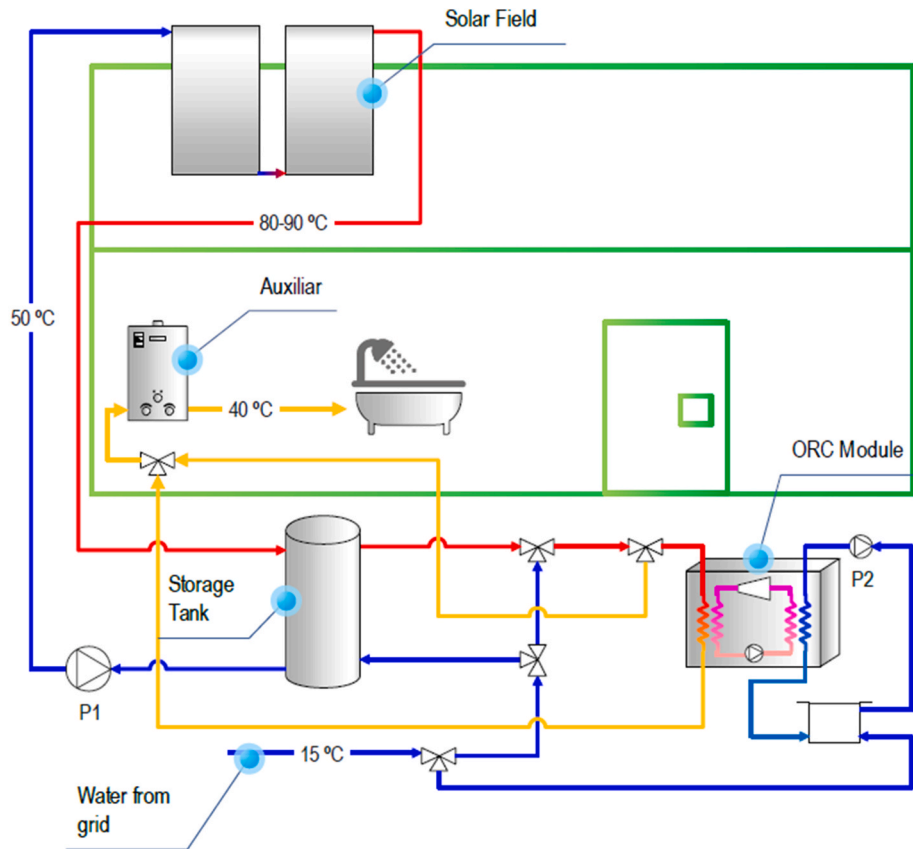 Solar Field
80-90 ºC
Auxiliar
50 ºC
40 ºC
ORC Module
Storage
Tank
P2
P1
15 ºC
Water from
grid